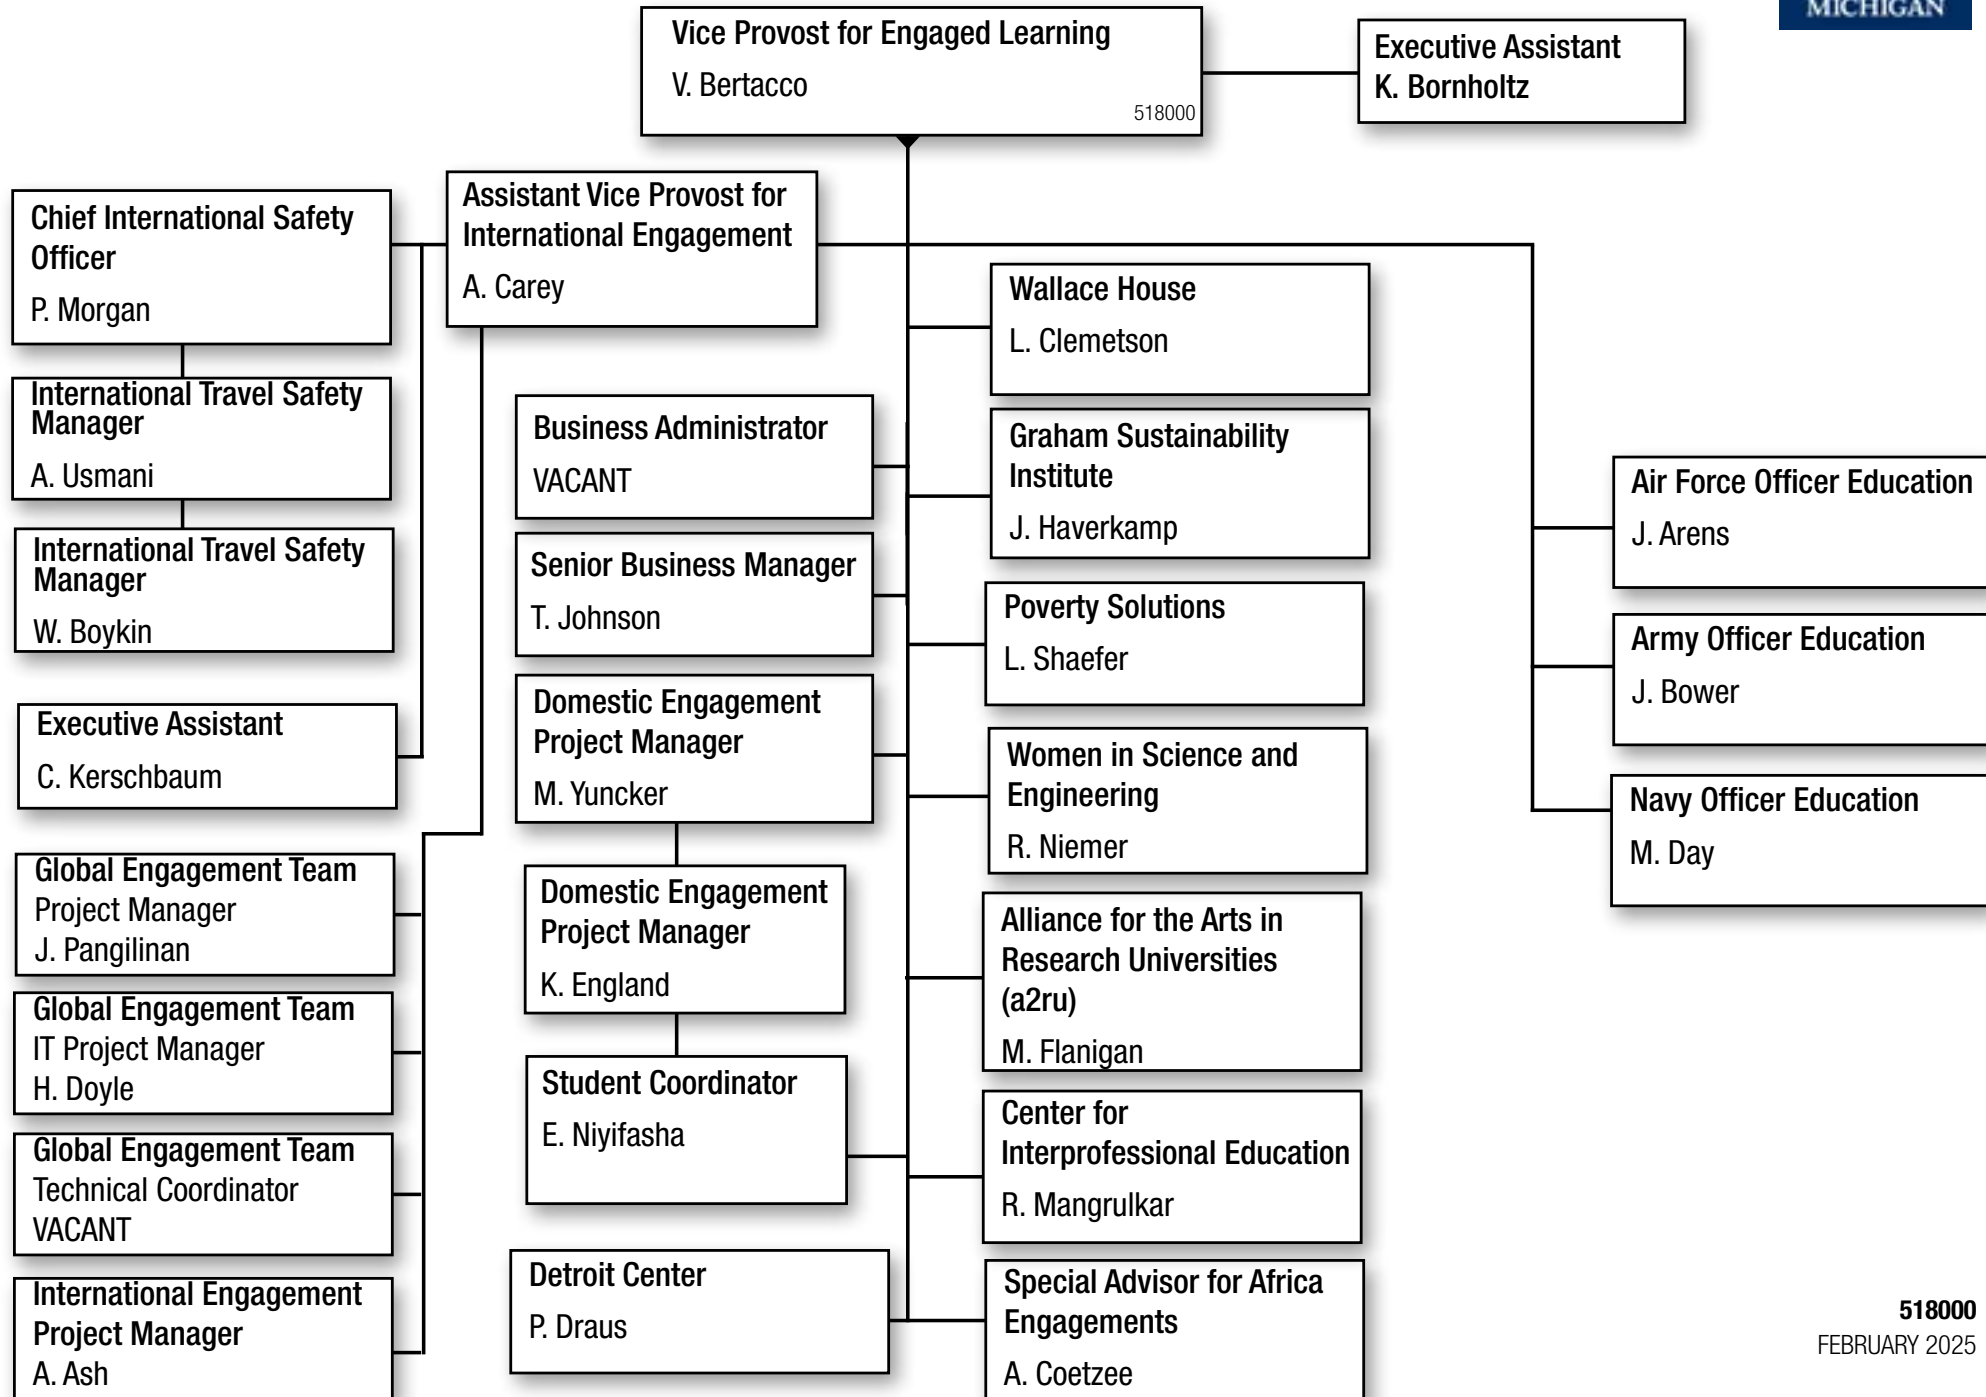 MICHIGAN
Vice Provost for Engaged Learning
V. Bertacco
518000
Executive Assistant
K. Bornholtz
Assistant Vice Provost for
International Engagement
A. Carey
Chief International Safety
Officer
P. Morgan
International Travel Safety
Manager
A. Usmani
International Travel Safety
Manager
W. Boykin
Executive Assistant
C. Kerschbaum
Global Engagement Team
Project Manager
J. Pangilinan
Global Engagement Team
IT Project Manager
H. Doyle
Global Engagement Team
Technical Coordinator
VACANT
International Engagement
Project Manager
A. Ash
Business Administrator
VACANT
Senior Business Manager
T. Johnson
Domestic Engagement
Project Manager
M. Yuncker
Domestic Engagement
Project Manager
K. England
Student Coordinator
E. Niyifasha
Detroit Center
P. Draus
Wallace House
L. Clemetson
Graham Sustainability
Institute
J. Haverkamp
Poverty Solutions
L. Shaefer
Women in Science and
Engineering
R. Niemer
Alliance for the Arts in
Research Universities
(a2ru)
M. Flanigan
Center for
Interprofessional Education
R. Mangrulkar
Special Advisor for Africa
Engagements
A. Coetzee
Air Force Officer Education
J. Arens
Army Officer Education
J. Bower
Navy Officer Education
M. Day
518000
FEBRUARY 2025